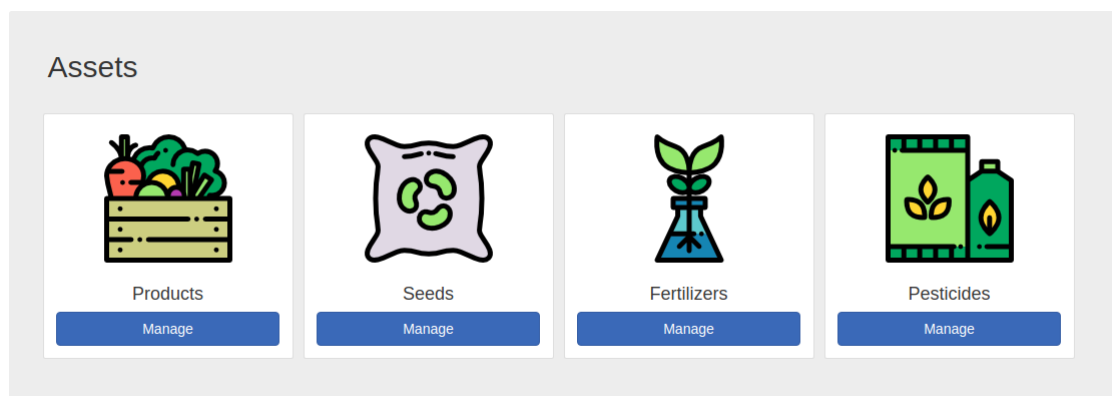 Assets
Products
Seeds
Fertilizers
Pesticides
Manage
Manage
Manage
Manage